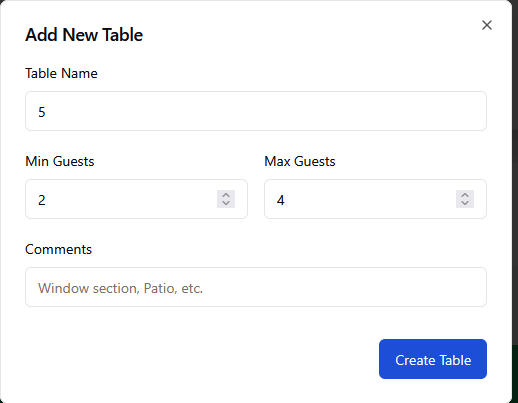 Add New Table
Table Name
5
Min Guests
Max Guests
2
4
Comments
Window section, Patio, etc.
Create Table